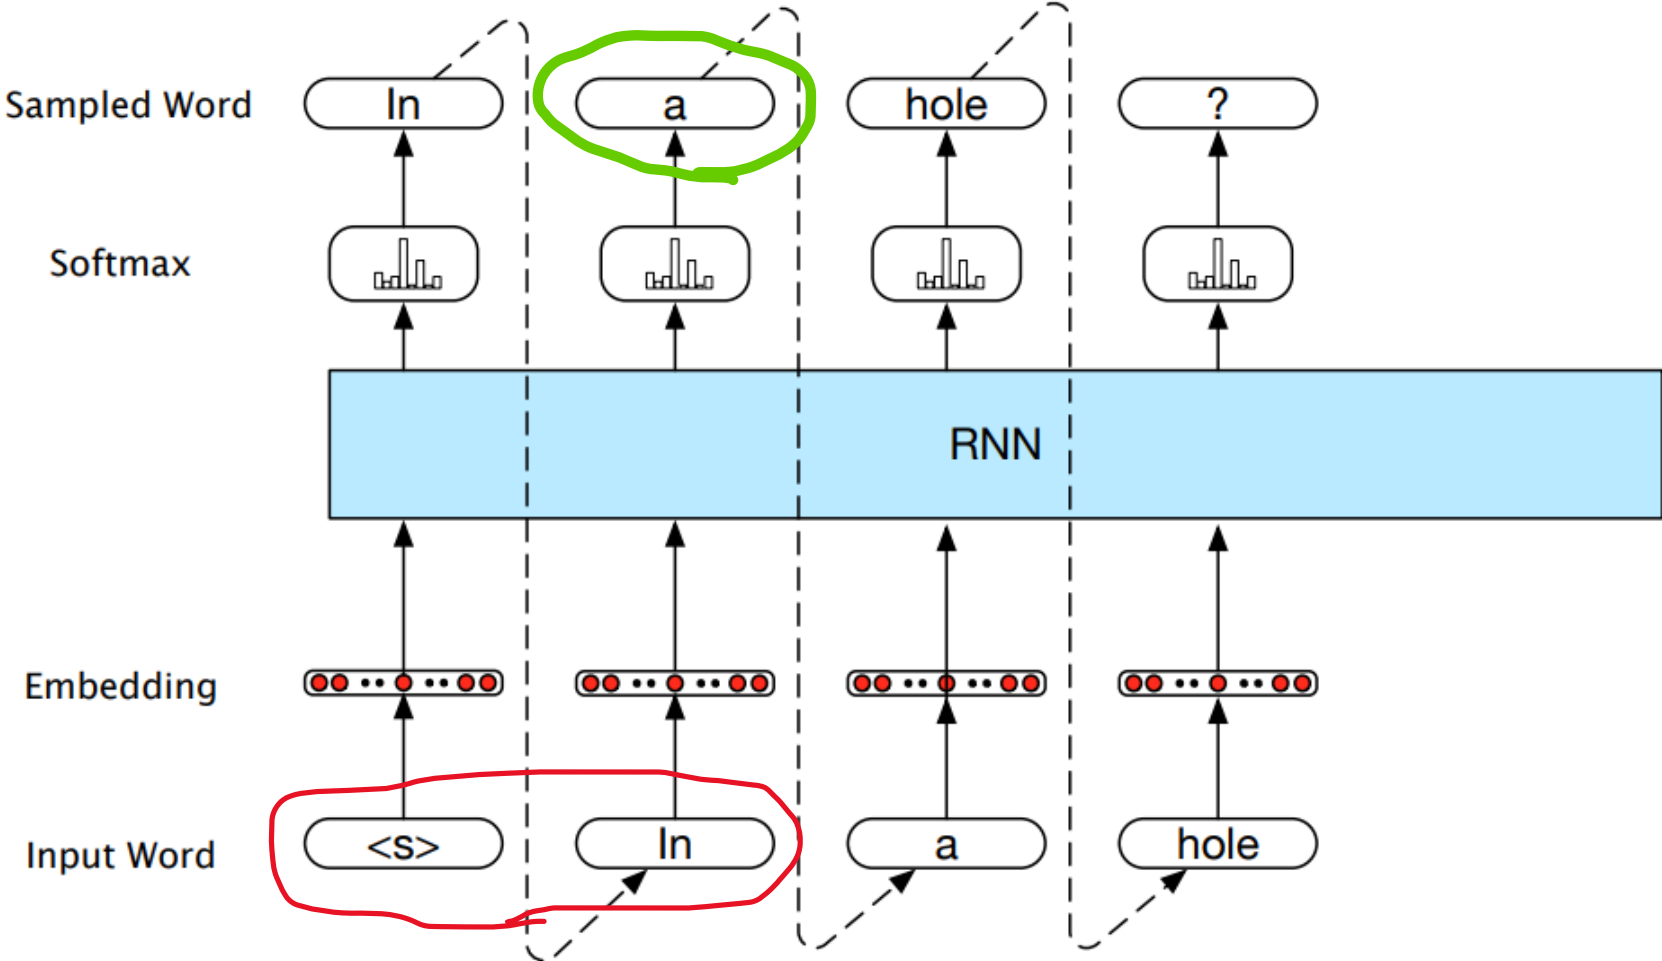 Sampled Word In a hole ?
Softmax
RNN
Embedding
Input Word <s> In a hole